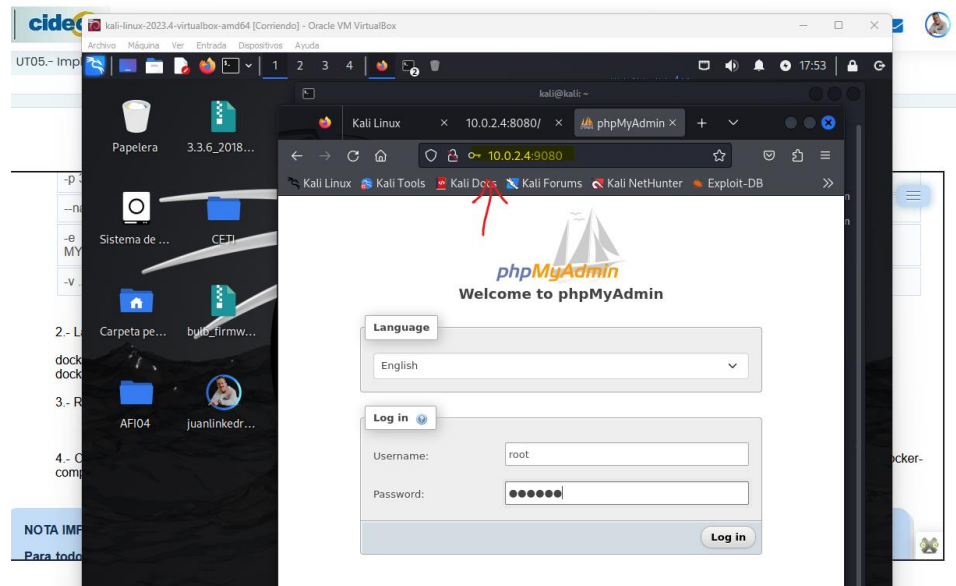 cide
kali-linux-2023.4-virtualbox-amd64 [Corriendo] - Oracle VM VirtualBox
Archivo Máquina Ver Entrada Dispositivos Ayuda
UT05.- Imp
1 2 3 4
2
17:53
kali@kali: ~
Kali Linux × 10.0.2.4:8080/ × phpMyAdmin × +
10.0.2.4:9080
Kali Linux Kali Tools Kali Docs Kali Forums Kali NetHunter Exploit-DB »
Papelera
3.3.6_2018...
Sistema de ...
CETI
Carpeta pe...
bulb_firmw...
AFI04
juanlinkedr...
-p
--na
-e
MY
-v .
2.- L
dock
dock
3.- R
4.- O
comp
ocker-
NOTA IMP
Para todo
phpMyAdmin
Welcome to phpMyAdmin
Language
English
Log in
Username: root
Password: ●●●●●●
Log in